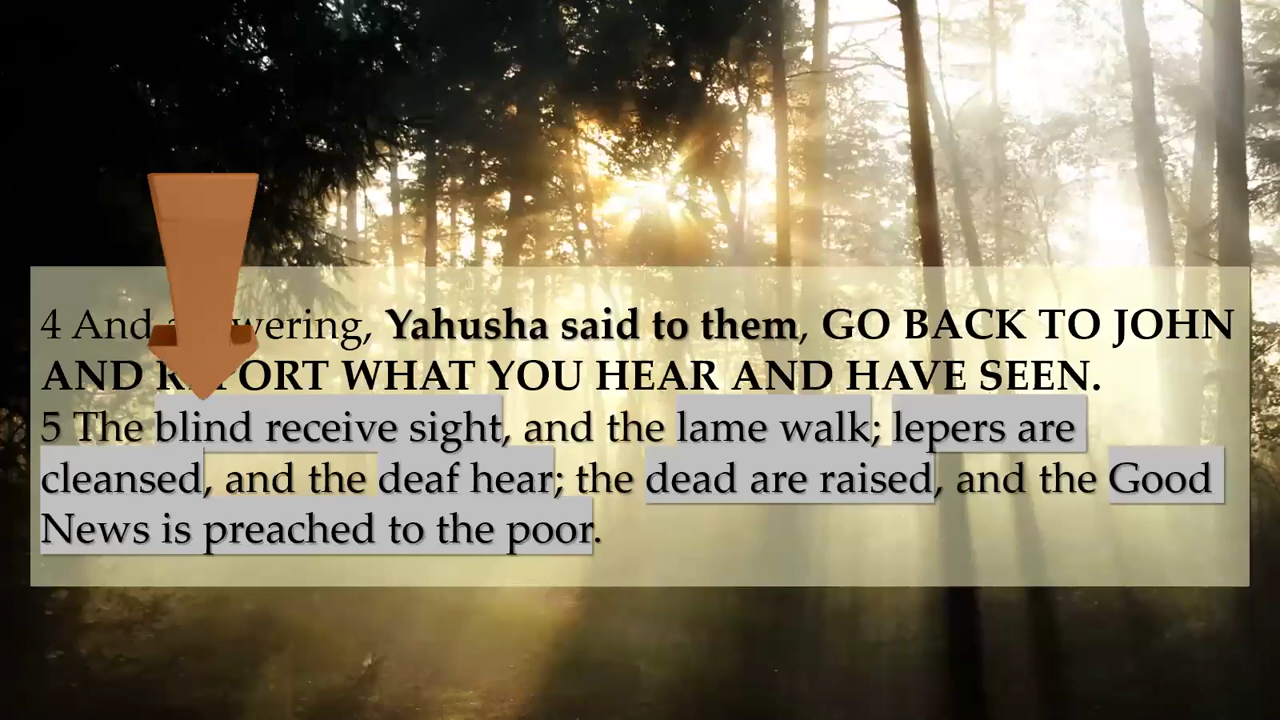 4 And answering, Yahusha said to them, GO BACK TO JOHN
AND REPORT WHAT YOU HEAR AND HAVE SEEN.
5 The blind receive sight, and the lame walk; lepers are
cleansed, and the deaf hear; the dead are raised, and the Good
News is preached to the poor.